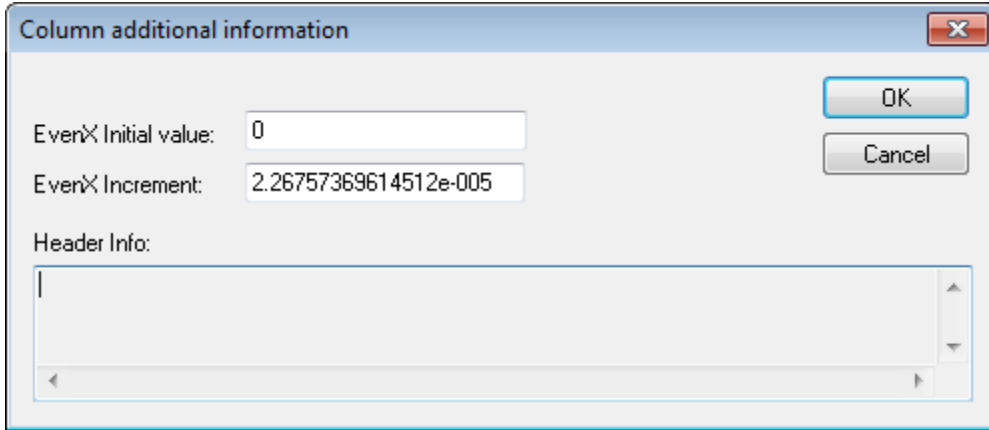 Column additional information
OK
EvenX Initial value: 0
Cancel
EvenX Increment: 2.26757369614512e-005
Header Info: